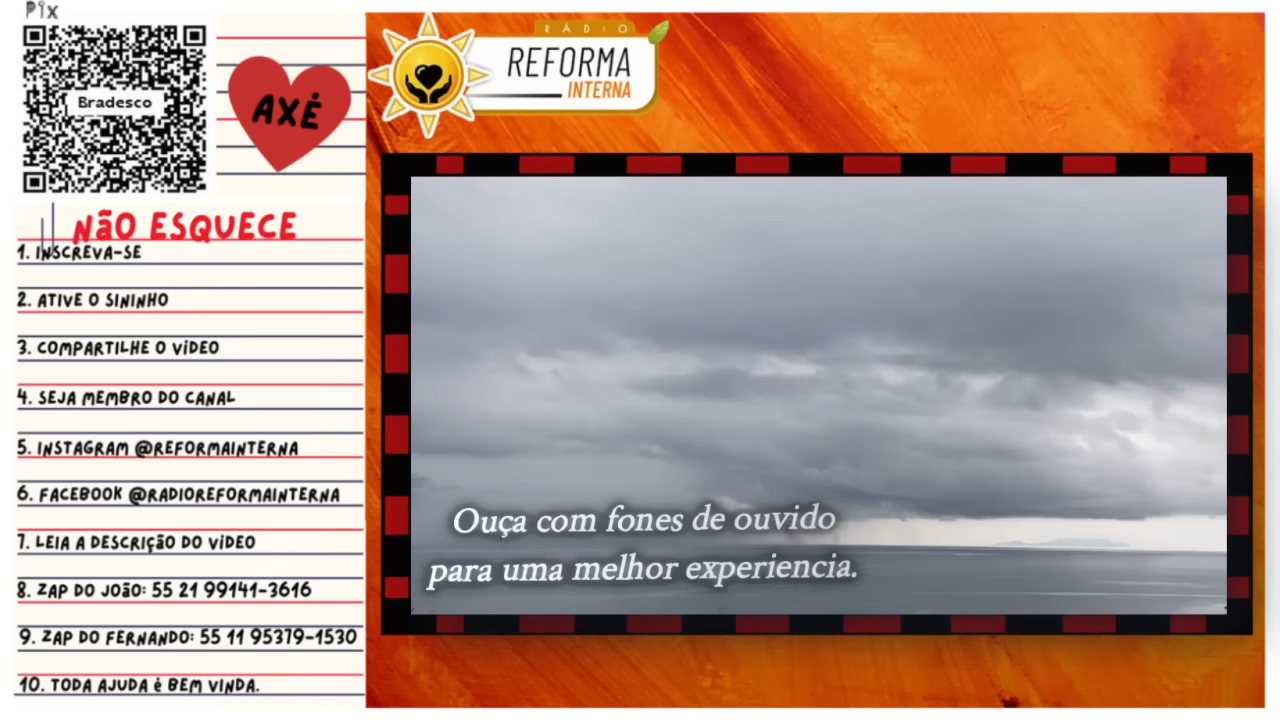 Pix
Bradesco
AXÉ
NÃO ESQUECE
1. INSCREVA-SE
2. ATIVE O SININHO
3. COMPARTILHE O VÍDEO
4. SEJA MEMBRO DO CANAL
5. INSTAGRAM @REFORMAINTERNA
6. FACEBOOK @RADIOREFORMAINTERNA
7. LEIA A DESCRIÇÃO DO VÍDEO
8. ZAP DO JOÃO: 55 21 99141-3616
9. ZAP DO FERNANDO: 55 11 95379-1530
10. TODA AJUDA é BEM VINDA.
RÁDIO
REFORMA
INTERNA
Ouça com fones de ouvido
para uma melhor experiencia.